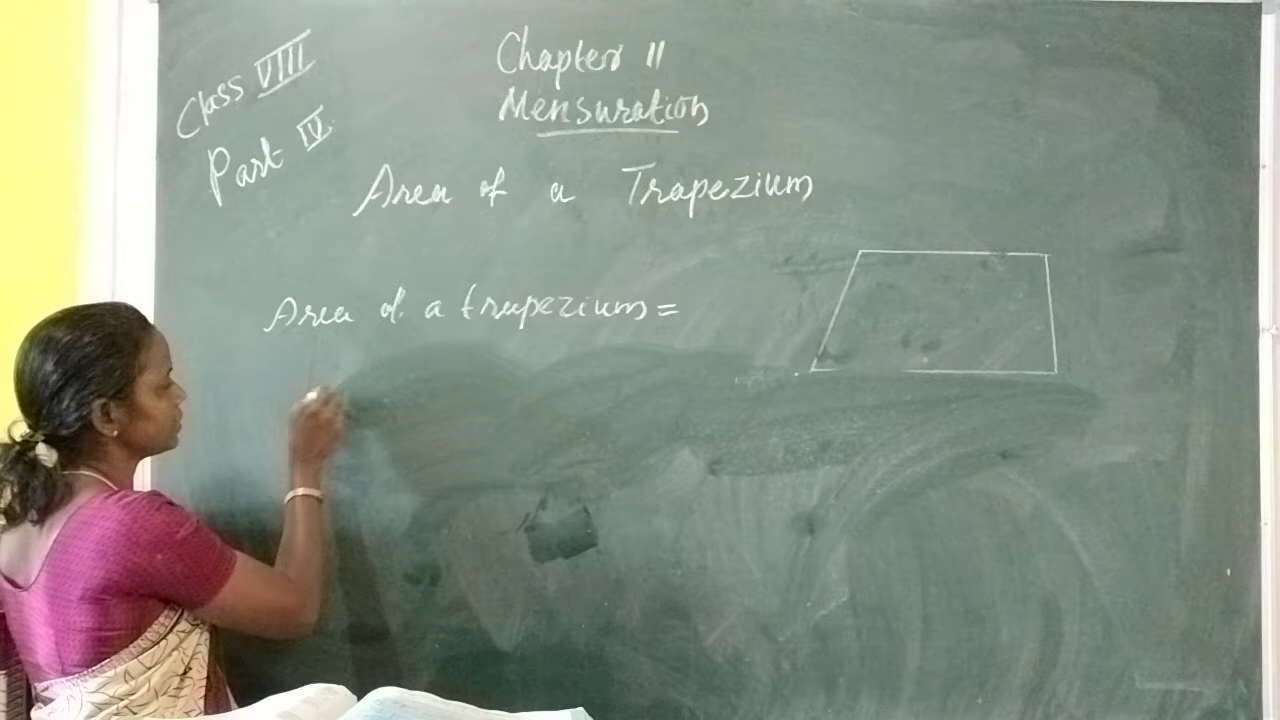 Class VIII
Part IV
Chapter 11
Mensuration
Area of a Trapezium
Area of a trapezium =